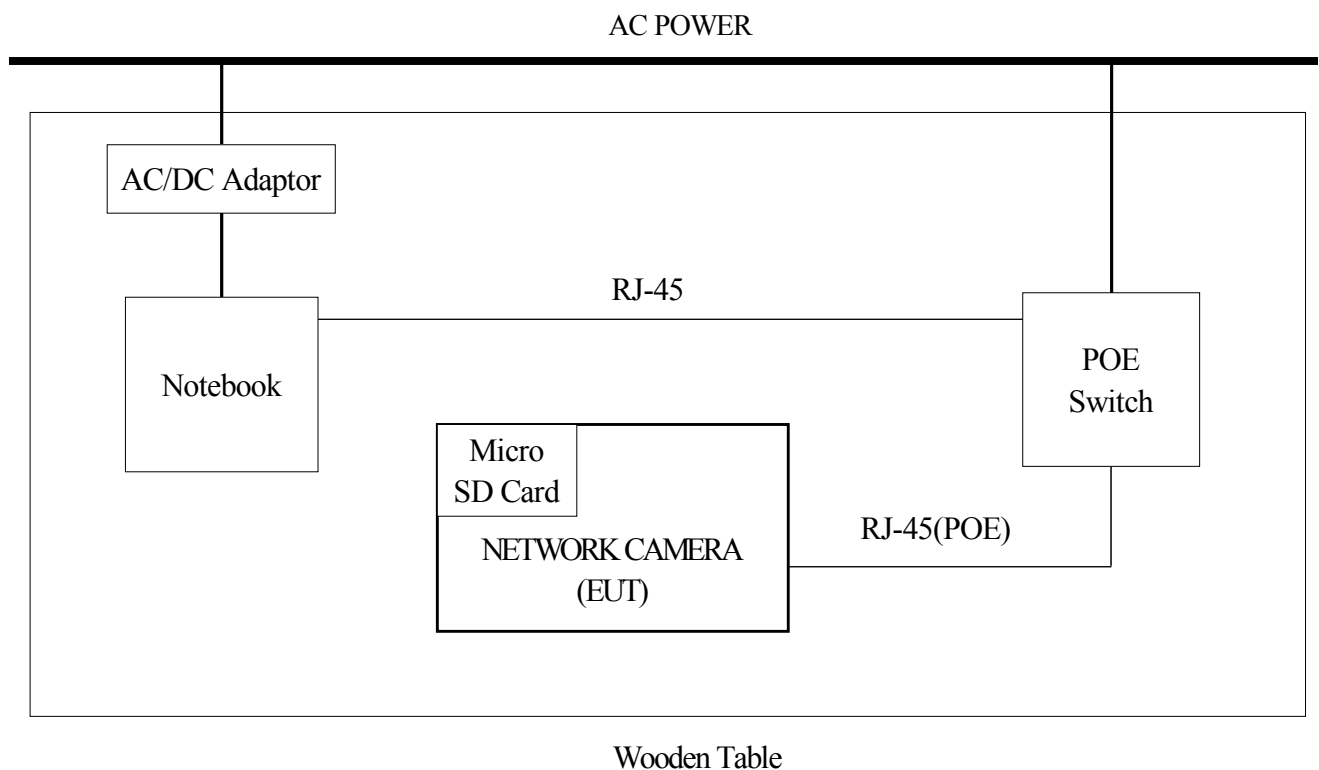 AC POWER
AC/DC Adaptor
RJ-45
Notebook
POE
Switch
Micro
SD Card
RJ-45(POE)
NETWORK CAMERA
(EUT)
Wooden Table